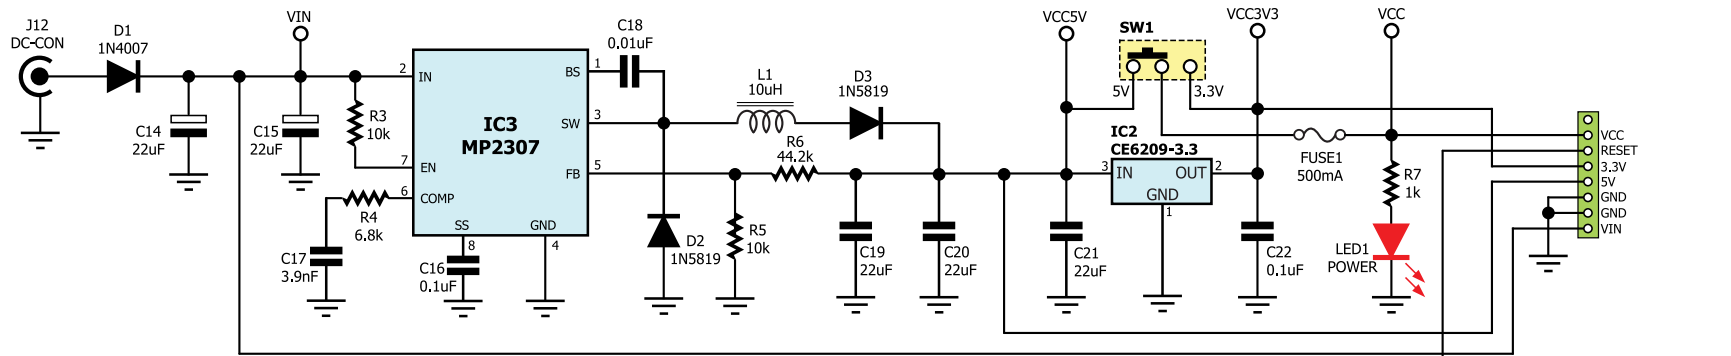 J12
DC-CON
D1
1N4007
VIN
C14
22uF
C15
22uF
R3
10k
2
IN
7
EN
6
COMP
R4
6.8k
C17
3.9nF
IC3
MP2307
BS
1
SW
3
FB
5
SS
8
GND
4
C16
0.1uF
C18
0.01uF
L1
10uH
D3
1N5819
R6
44.2k
D2
1N5819
R5
10k
C19
22uF
C20
22uF
VCC5V
SW1
5V
3.3V
VCC3V3
VCC
IC2
CE6209-3.3
3
IN
OUT
2
GND
1
C21
22uF
C22
0.1uF
FUSE1
500mA
R7
1k
LED1
POWER
VCC
RESET
3.3V
5V
GND
GND
VIN